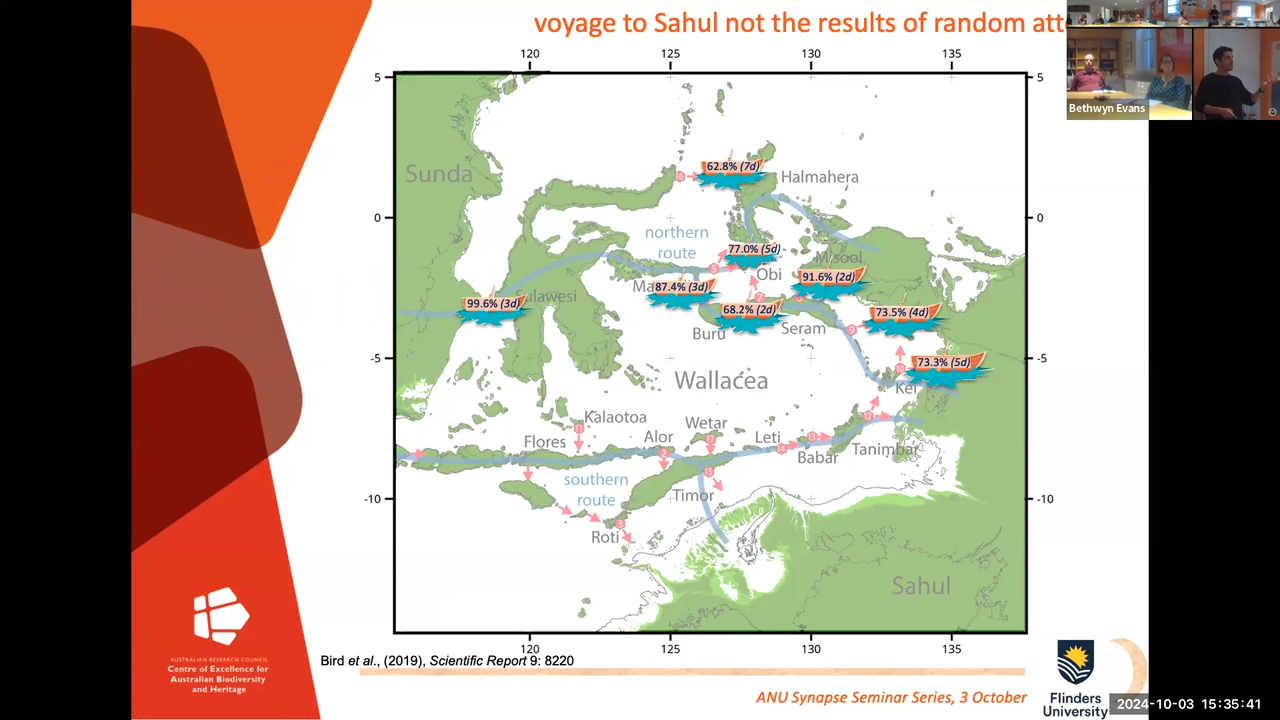 voyage to Sahul not the results of random att
Bethwyn Evans
120 125 130 135
5 5
0 0
-5 -5
-10 -10
Sunda
62.8% (7d)
Halmahera
northern
route
77.0% (5d)
Obi
M'sool
91.6% (2d)
Ma
87.4% (3d)
99.6% (3d)
Sulawesi
68.2% (2d)
Buru
Seram
73.5% (4d)
73.3% (5d)
Kei
Wallacea
Kalaotoa
Flores
Alor
Wetar
Leti
Babar
Tanimbar
southern
route
Timor
Roti
Sahul
120 125 130 135
Bird et al., (2019), Scientific Report 9: 8220
AUSTRALIAN RESEARCH COUNCIL
Centre of Excellence for
Australian Biodiversity
and Heritage
ANU Synapse Seminar Series, 3 October
Flinders
University
2024-10-03 15:35:41